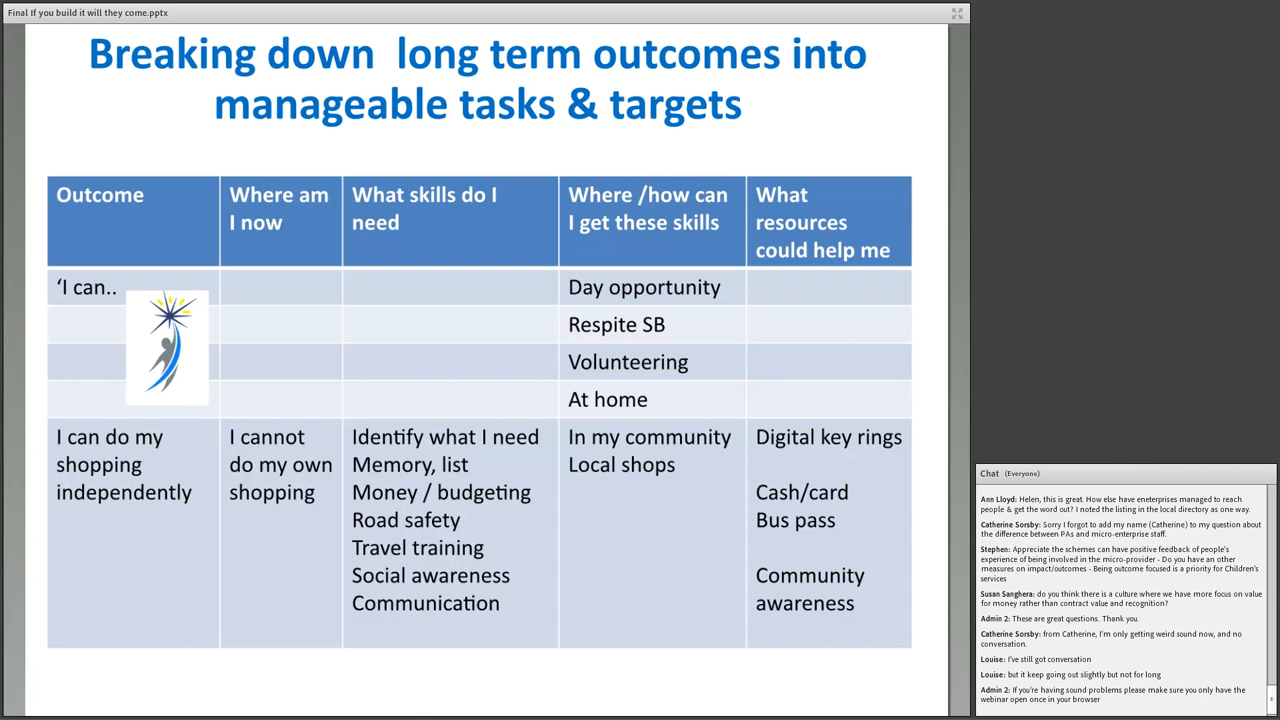 Final If you build it will they come.pptx
Breaking down  long term outcomes into
manageable tasks & targets
Outcome
Where am
I now
What skills do I
need
Where /how can
I get these skills
What
resources
could help me
‘I can..
Day opportunity
Respite SB
Volunteering
At home
I can do my
shopping
independently
I cannot
do my own
shopping
Identify what I need
Memory, list
Money / budgeting
Road safety
Travel training
Social awareness
Communication
In my community
Local shops
Digital key rings
Cash/card
Bus pass
Community
awareness
Chat (Everyone)
Ann Lloyd: Helen, this is great. How else have eneterprises managed to reach
people & get the word out? I noted the listing in the local directory as one way.
Catherine Sorsby: Sorry I forgot to add my name (Catherine) to my question about
the difference between PAs and micro-enterprise staff.
Stephen: Appreciate the schemes can have positive feedback of people's
experience of being involved in the micro-provider - Do you have an other
measures on impact/outcomes - Being outcome focused is a priority for Children's
services
Susan Sanghera: do you think there is a culture where we have more focus on value
for money rather than contract value and recognition?
Admin 2: These are great questions. Thank you.
Catherine Sorsby: from Catherine, I'm only getting weird sound now, and no
conversation.
Louise: I've still got conversation
Louise: but it keep going out slightly but not for long
Admin 2: If you're having sound problems please make sure you only have the
webinar open once in your browser